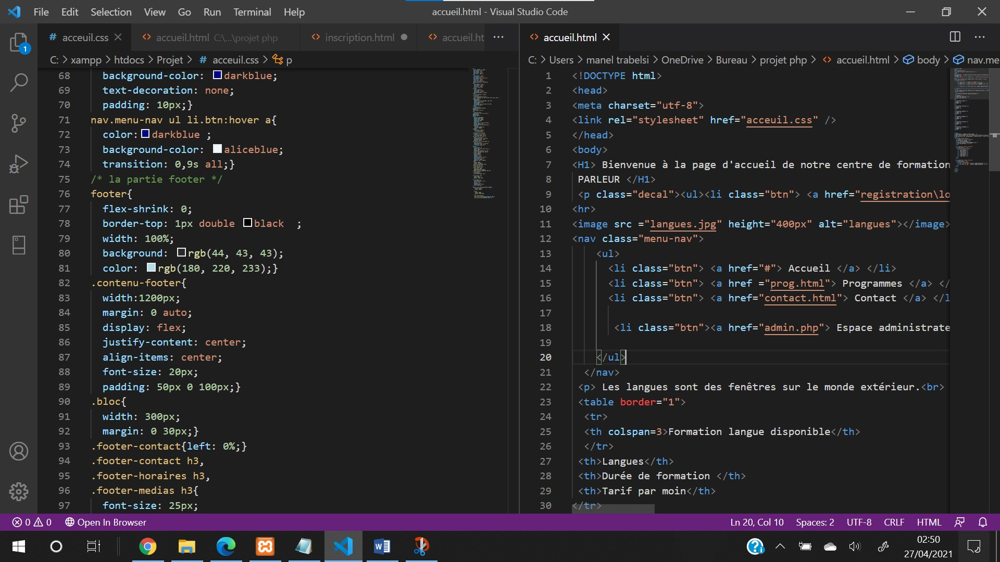 File Edit Selection View Go Run Terminal Help
accueil.html - Visual Studio Code
# acceuil.css
<> accueil.html C:\...\projet php
<> inscription.html
<> accueil.ht
C: > xampp > htdocs > Projet > # acceuil.css > p
68 background-color: darkblue;
69 text-decoration: none;
70 padding: 10px;}
71 nav.menu-nav ul li.btn:hover a{
72 color: darkblue ;
73 background-color: aliceblue;
74 transition: 0,9s all;}
75 /* la partie footer */
76 footer{
77 flex-shrink: 0;
78 border-top: 1px double black ;
79 width: 100%;
80 background: rgb(44, 43, 43);
81 color: rgb(180, 220, 233);}
82 .contenu-footer{
83 width:1200px;
84 margin: 0 auto;
85 display: flex;
86 justify-content: center;
87 align-items: center;
88 font-size: 20px;
89 padding: 50px 0 100px;}
90 .bloc{
91 width: 300px;
92 margin: 0 30px;}
93 .footer-contact{left: 0%;}
94 .footer-contact h3,
95 .footer-horaires h3,
96 .footer-medias h3{
97 font-size: 25px;
<> accueil.html
C: > Users > manel trabelsi > OneDrive > Bureau > projet php > <> accueil.html > body > nav.me
1 <!DOCTYPE html>
2 <head>
3 <meta charset="utf-8">
4 <link rel="stylesheet" href="acceuil.css" />
5 </head>
6 <body>
7 <H1> Bienvenue à la page d'accueil de notre centre de formation
8 PARLEUR </H1>
9 <p class="decal"><ul><li class="btn"> <a href="registration\lo
10 <hr>
11 <image src ="langues.jpg" height="400px" alt="langues"></image>
12 <nav class="menu-nav">
13 <ul>
14 <li class="btn"> <a href="#"> Accueil </a> </li>
15 <li class="btn"> <a href ="prog.html"> Programmes </a> </
16 <li class="btn"> <a href="contact.html"> Contact </a> </l
17
18 <li class="btn"><a href="admin.php"> Espace administrate
19
20 </ul>
21 </nav>
22 <p> Les langues sont des fenêtres sur le monde extérieur.<br>
23 <table border="1">
24 <tr>
25 <th colspan=3>Formation langue disponible</th>
26 </tr>
27 <th>Langues</th>
28 <th>Durée de formation </th>
29 <th>Tarif par moin</th>
30 </tr>
1
0 0 Open In Browser
Ln 20, Col 10 Spaces: 2 UTF-8 CRLF HTML
02:50
27/04/2021